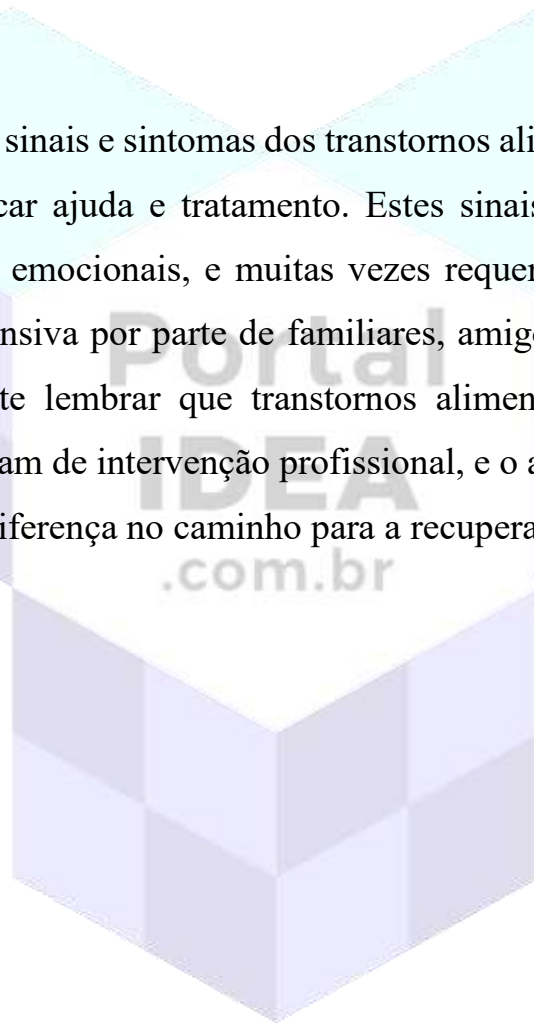 sinais e sintomas dos transtornos ali
car ajuda e tratamento. Estes sinais
emocionais, e muitas vezes requer
nsiva por parte de familiares, amig
te lembrar que transtornos alimen
am de intervenção profissional, e o a
iferença no caminho para a recupera
Portal
IDEA
.com.br